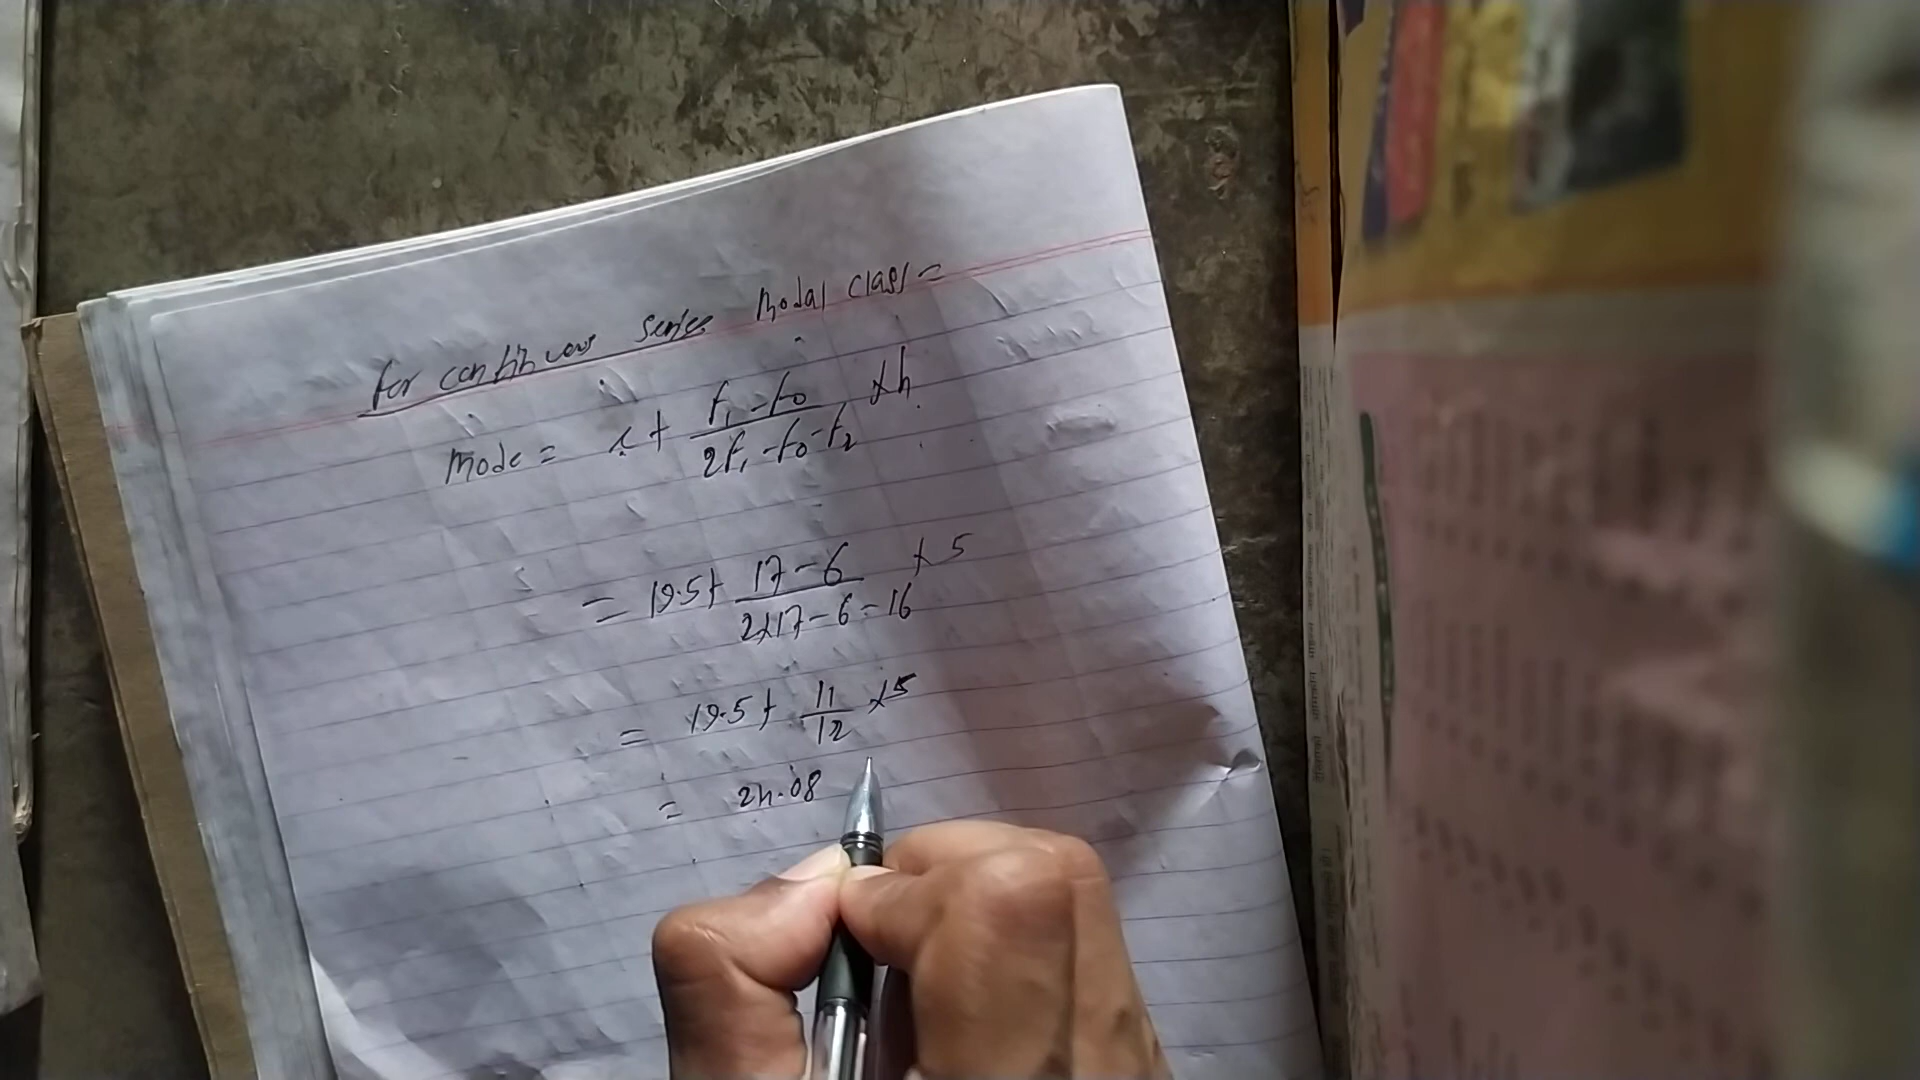 for continuous series Modal class =
Mode = l + f₁ - f₀ / 2f₁ - f₀ - f₂ × h
= 19.5 + 17 - 6 / 2×17 - 6 - 16 × 5
= 19.5 + 11 / 12 × 5
= 24.08